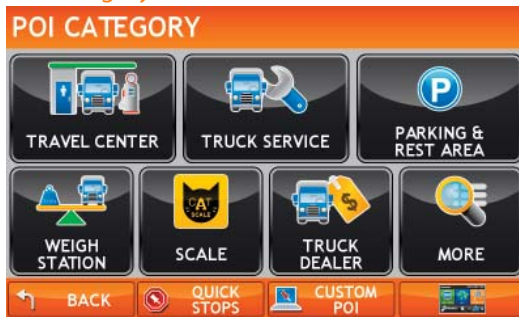 POI CATEGORY
TRAVEL CENTER
TRUCK SERVICE
P
PARKING &
REST AREA
CAT
SCALE
$
WEIGH
STATION
SCALE
TRUCK
DEALER
MORE
BACK
QUICK
STOPS
CUSTOM
POI